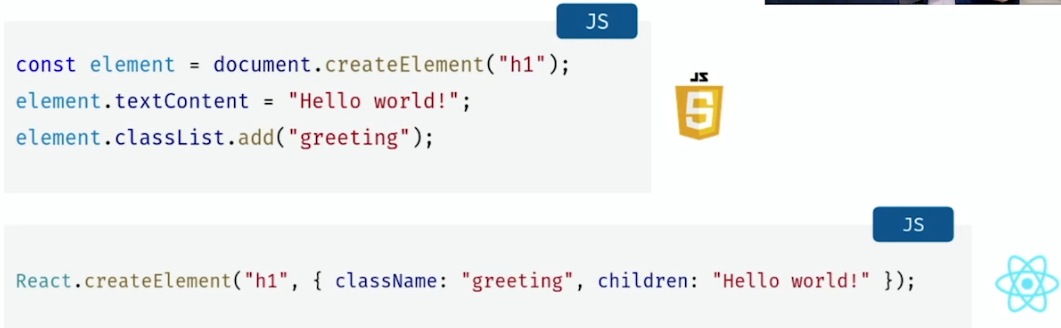 JS
const element = document.createElement("h1");
element.textContent = "Hello world!";
element.classList.add("greeting");
JS
JS
React.createElement("h1", { className: "greeting", children: "Hello world!" });